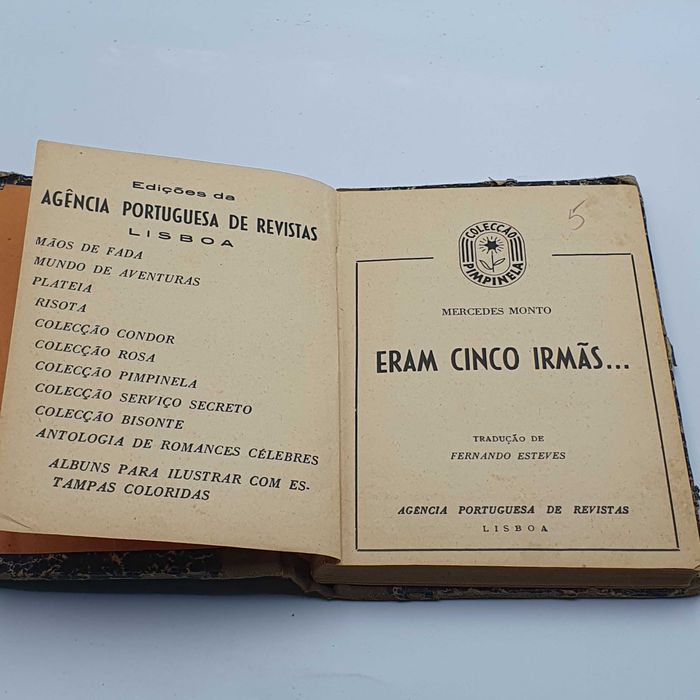 Edições da
AGÊNCIA PORTUGUESA DE REVISTAS
LISBOA
MÃOS DE FADA
MUNDO DE AVENTURAS
PLATEIA
RISOTA
COLECÇÃO CONDOR
COLECÇÃO ROSA
COLECÇÃO PIMPINELA
COLECÇÃO SERVIÇO SECRETO
COLECÇÃO BISONTE
ANTOLOGIA DE ROMANCES CÉLEBRES
ALBUNS PARA ILUSTRAR COM ES-
TAMPAS COLORIDAS
5
COLECÇÃO
PIMPINELA
MERCEDES MONTO
ERAM CINCO IRMÃS...
TRADUÇÃO DE
FERNANDO ESTEVES
AGÊNCIA PORTUGUESA DE REVISTAS
LISBOA